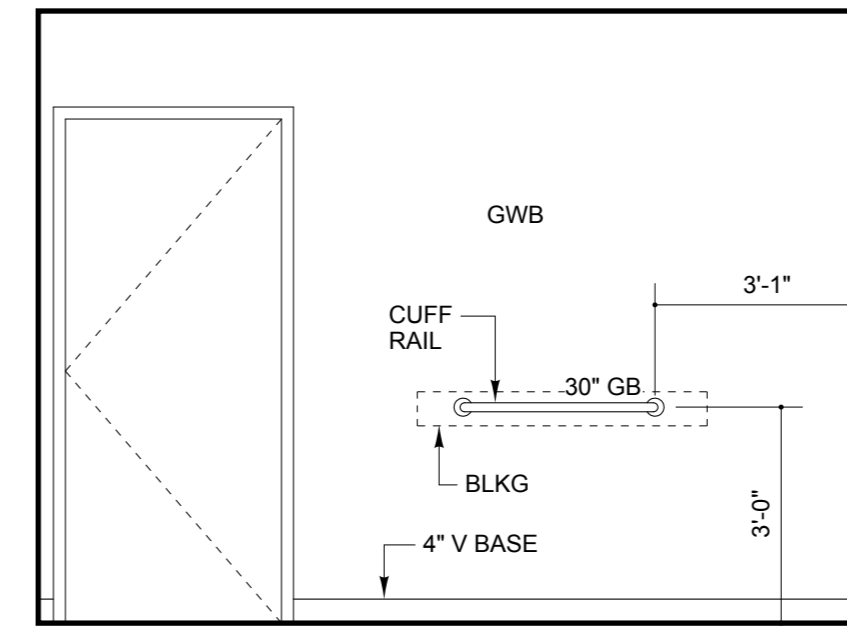 GWB
3'-1"
CUFF
RAIL
30" GB
BLKG
3'-0"
4" V BASE